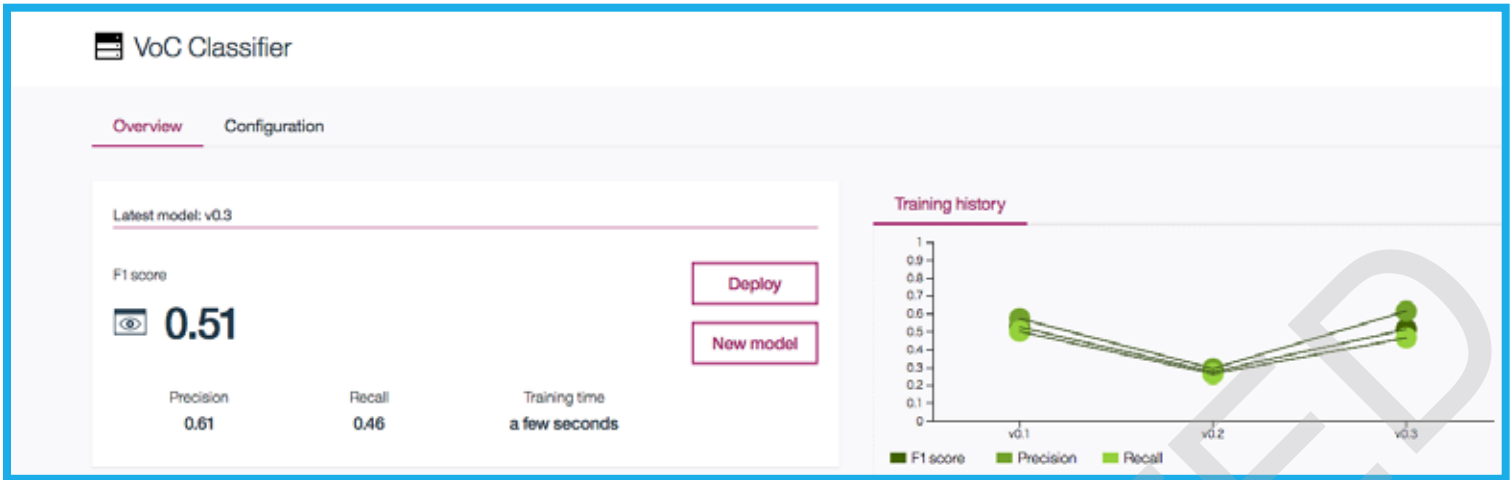 VoC Classifier
Overview Configuration
Latest model: v0.3
F1 score
0.51
Deploy
New model
Precision Recall Training time
0.61 0.46 a few seconds
Training history
1
0.9
0.8
0.7
0.6
0.5
0.4
0.3
0.2
0.1
0
v0.1 v0.2 v0.3
F1 score Precision Recall